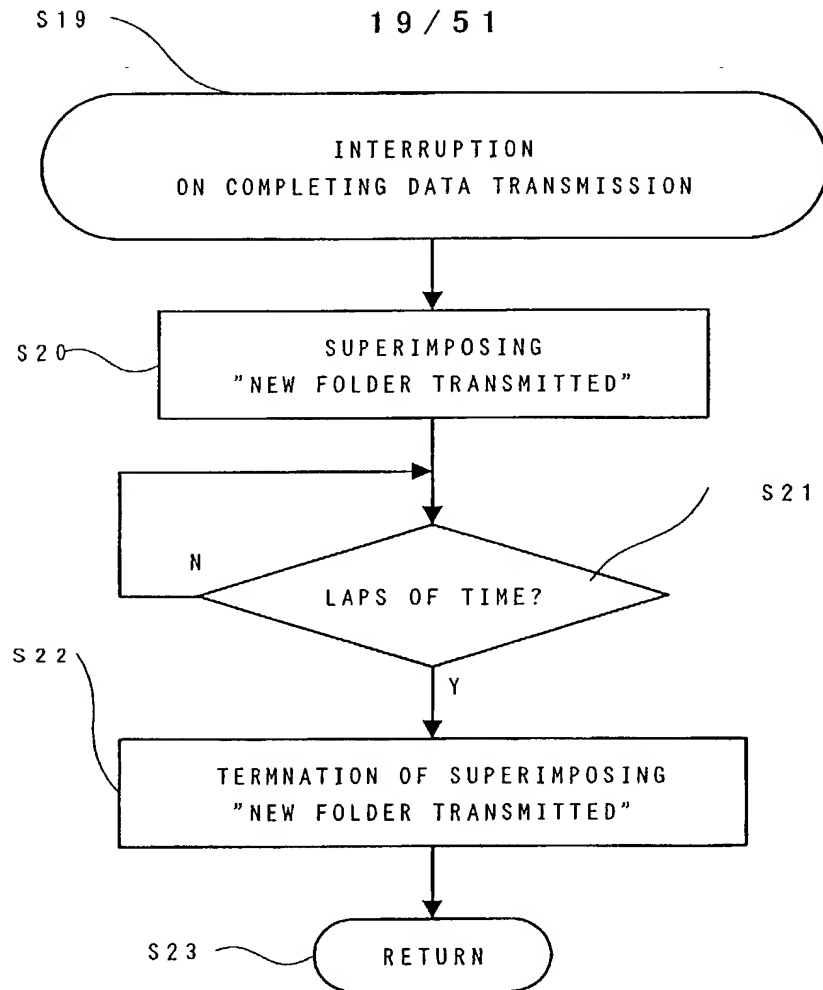 S19
19/51
INTERRUPTION
ON COMPLETING DATA TRANSMISSION
S20
SUPERIMPOSING
"NEW FOLDER TRANSMITTED"
S21
N
LAPS OF TIME?
S22
Y
TERMNATION OF SUPERIMPOSING
"NEW FOLDER TRANSMITTED"
S23
RETURN